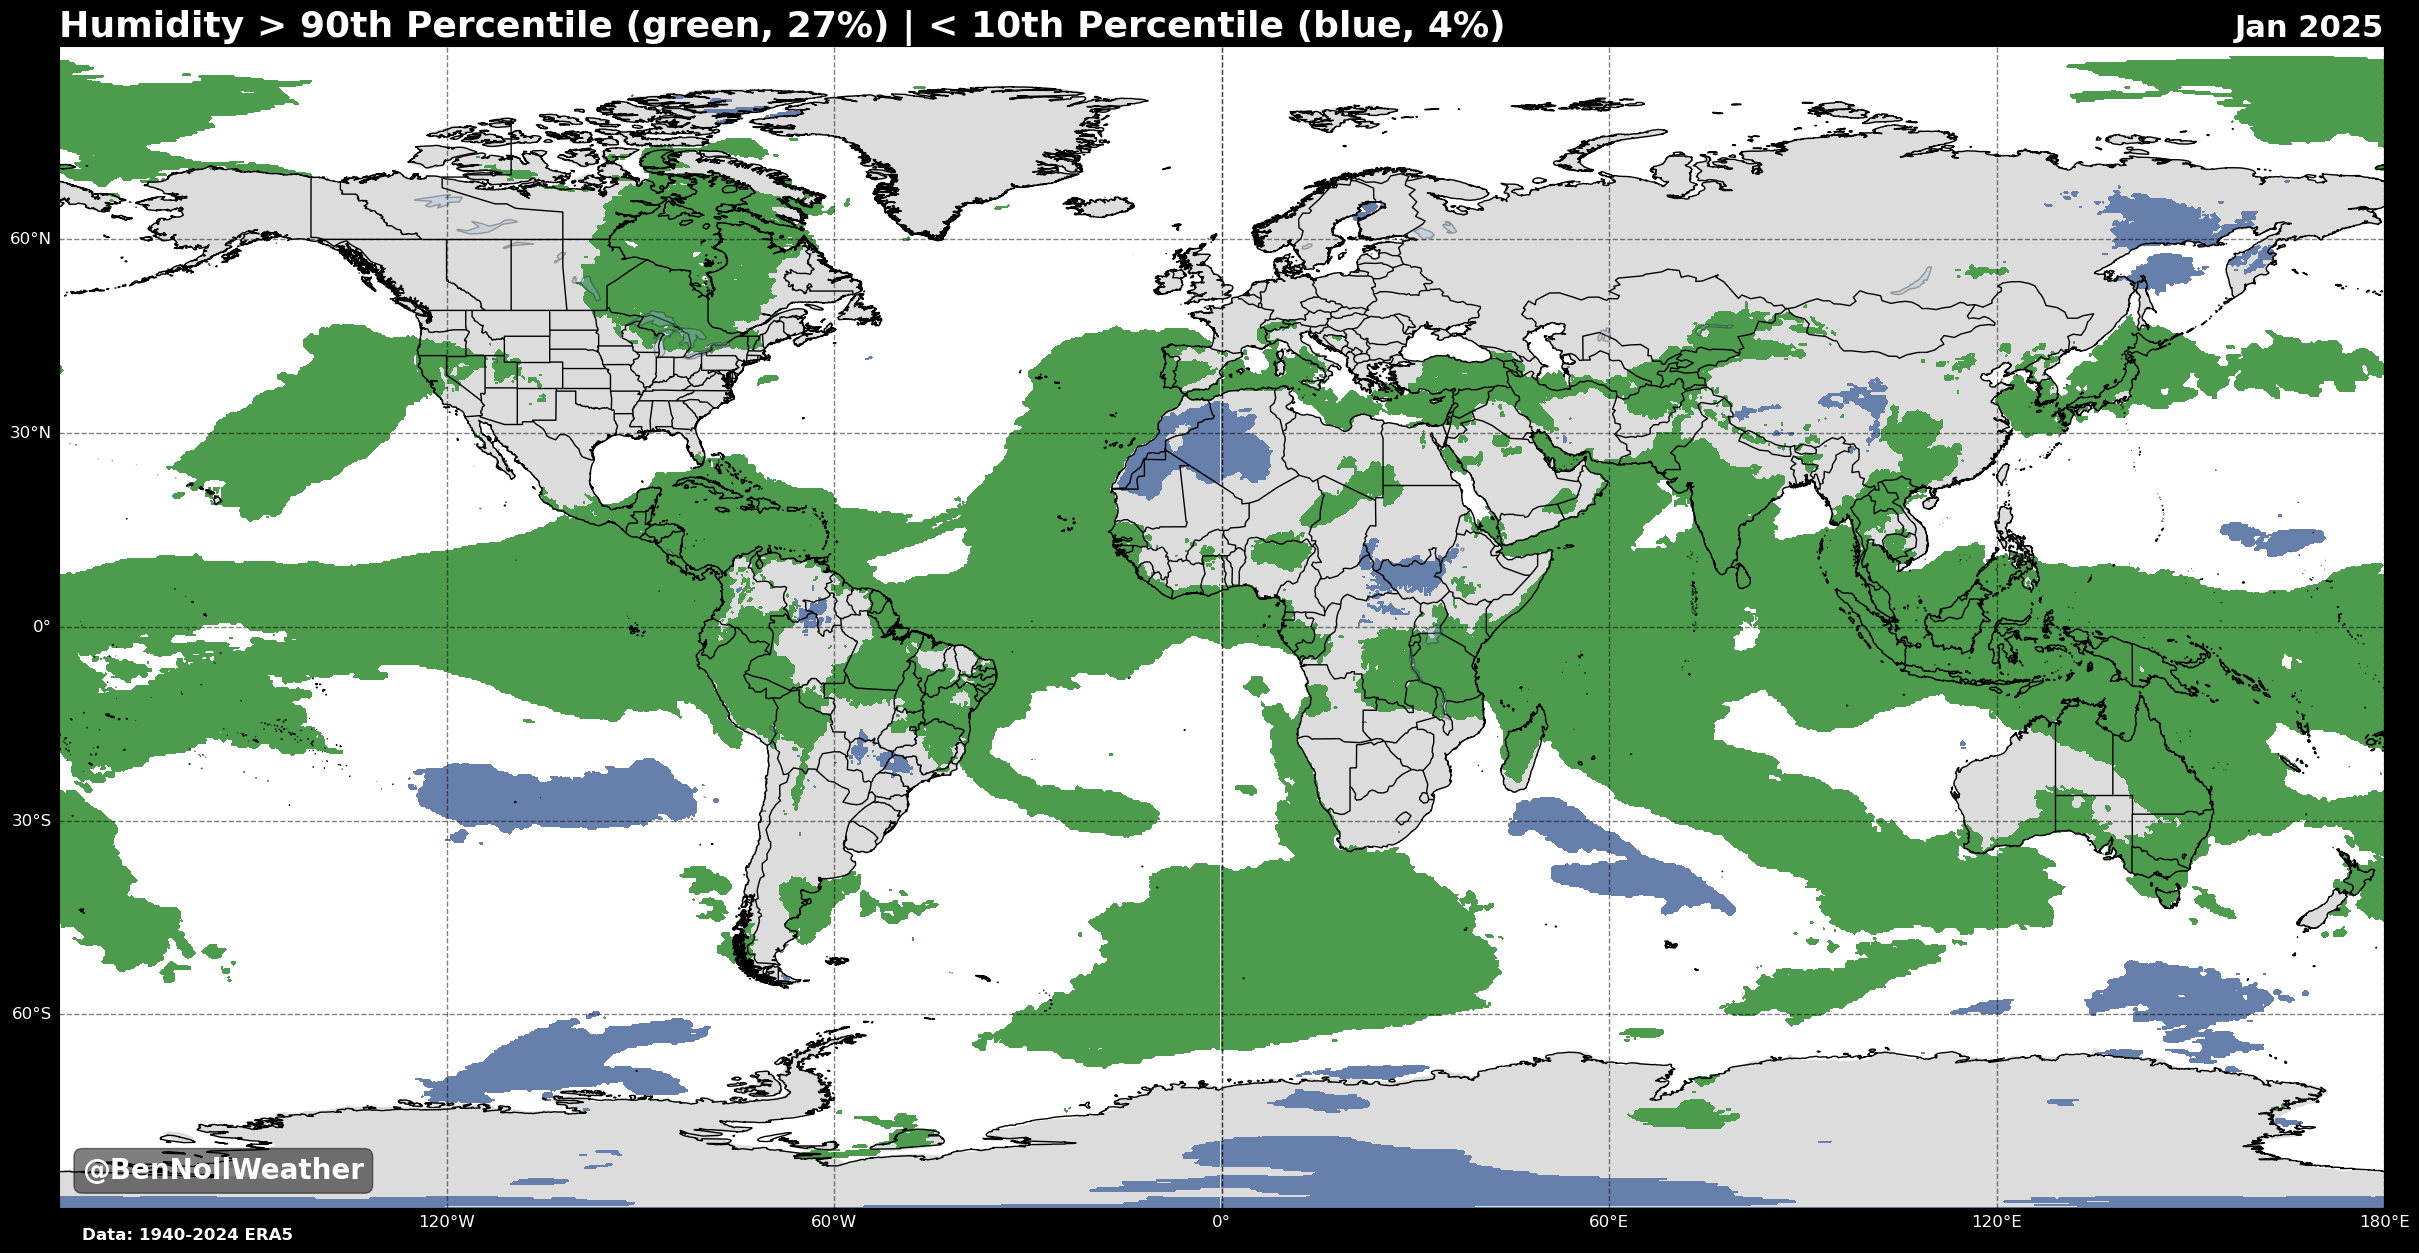 Humidity > 90th Percentile (green, 27%) | < 10th Percentile (blue, 4%)
Jan 2025
60°N
30°N
0°
30°S
60°S
@BenNollWeather
120°W
60°W
0°
60°E
120°E
180°E
Data: 1940-2024 ERA5